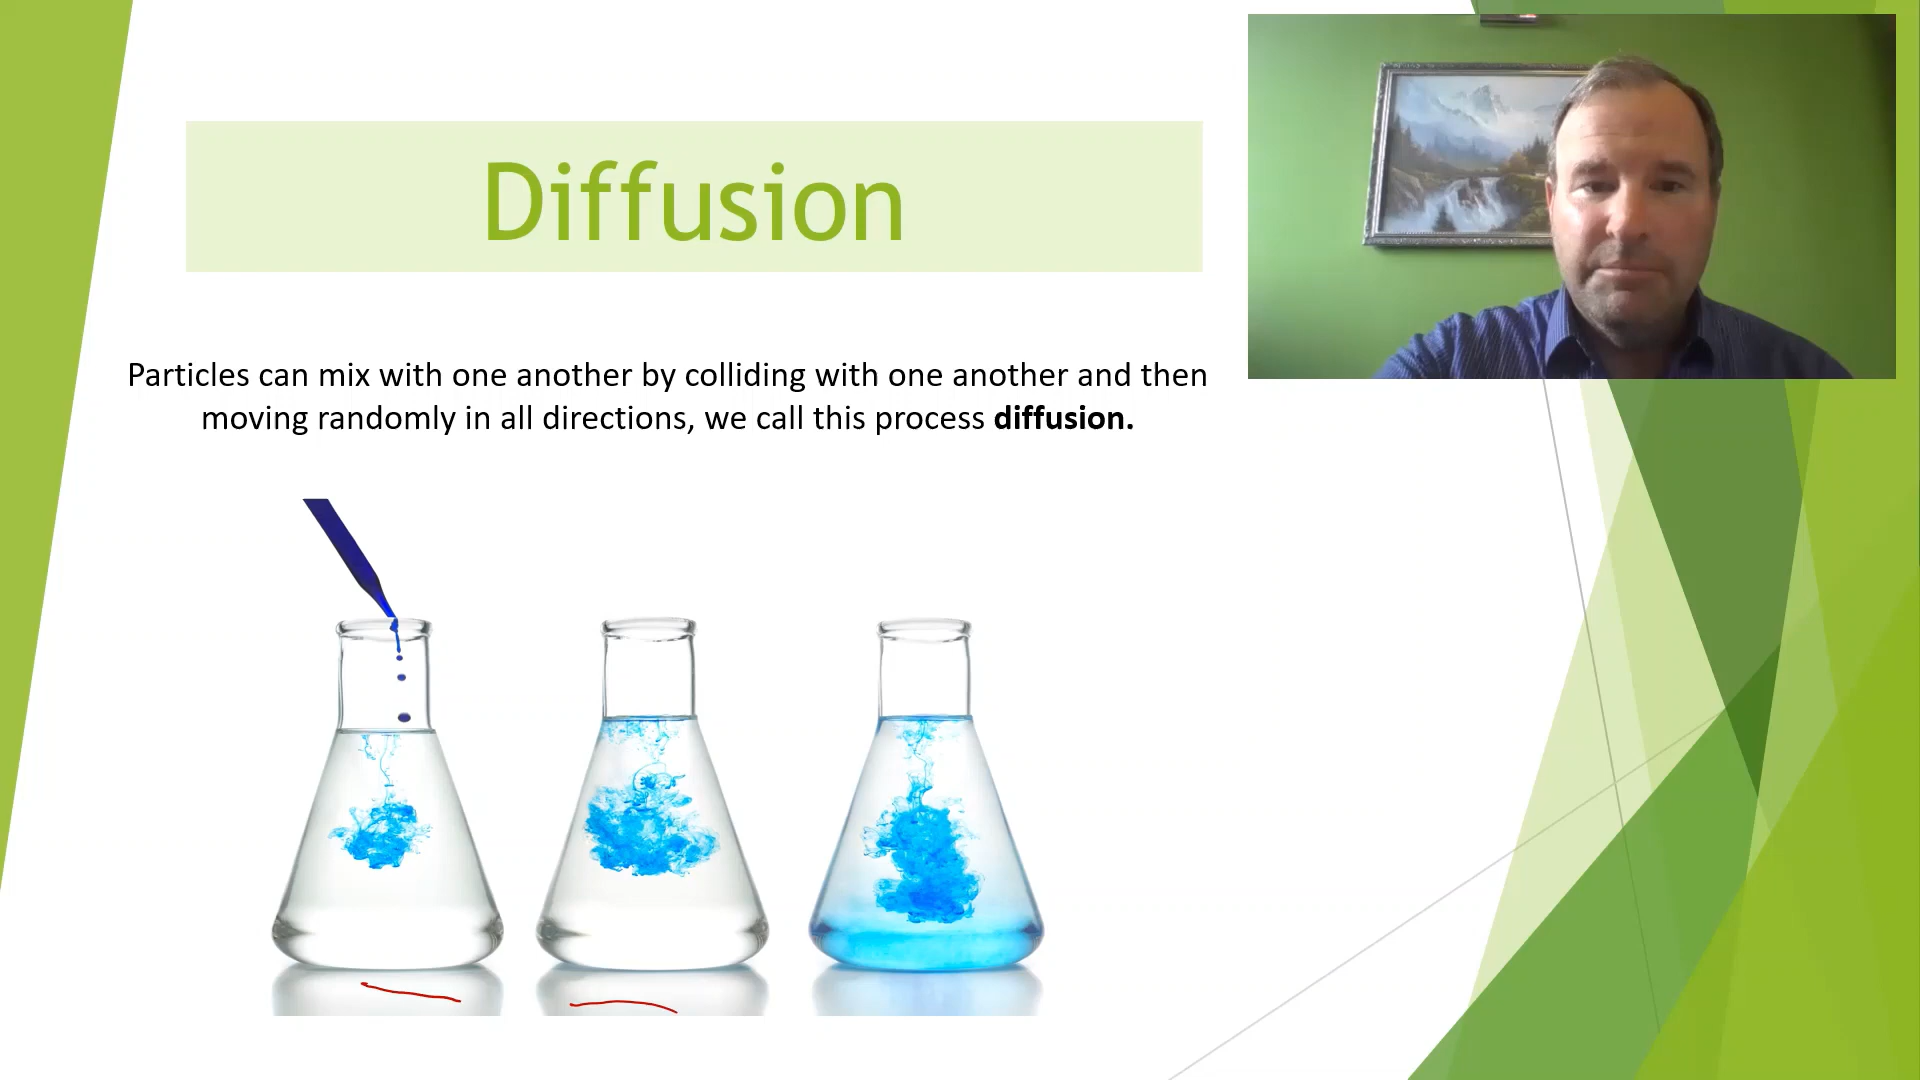 Diffusion
Particles can mix with one another by colliding with one another and then
moving randomly in all directions, we call this process diffusion.